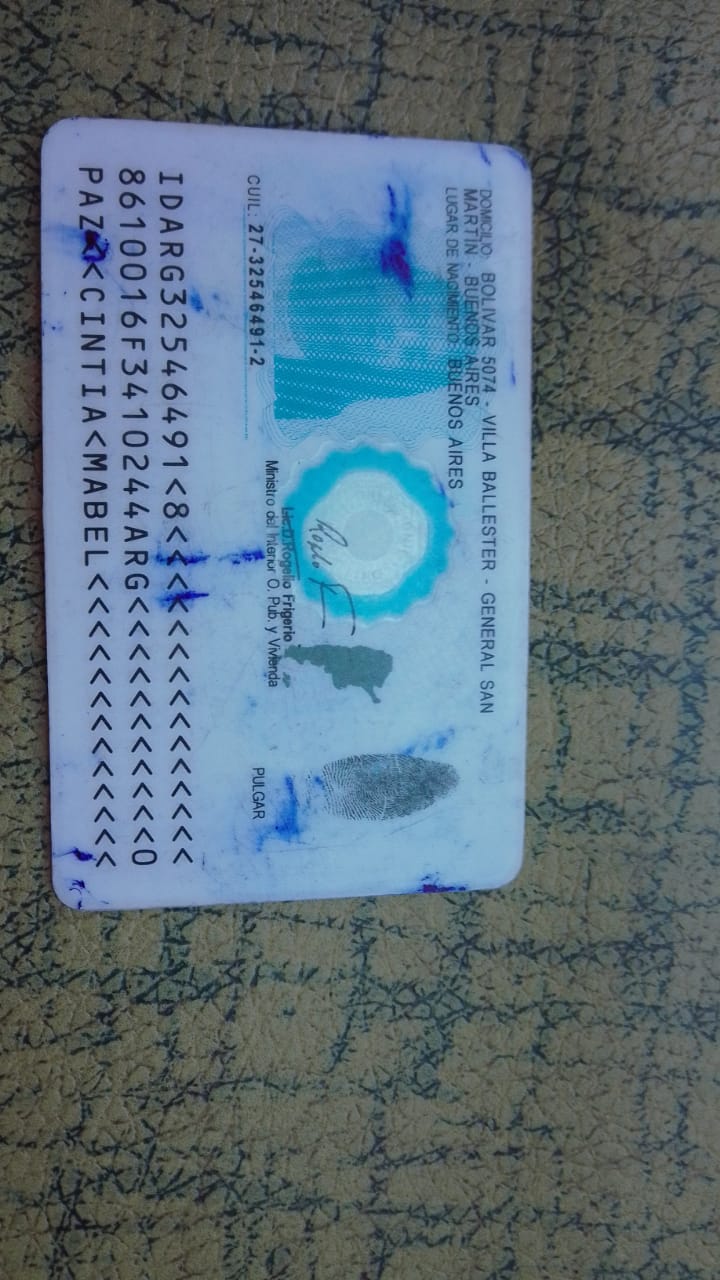 DOMICILIO: BOLIVAR 5074 - VILLA BALLESTER - GENERAL SAN
MARTIN - BUENOS AIRES
LUGAR DE NACIMIENTO: BUENOS AIRES
Lic.D.Rogelio Frigerio
Ministro del Interior O. Pub. y Vivienda
CUIL: 27-32546491-2
PULGAR
IDARG32546491<8<<<<<<<<<<<<<<<
8610016F3410244ARG<<<<<<<<<<<0
PAZ<<CINTIA<MABEL<<<<<<<<<<<<<